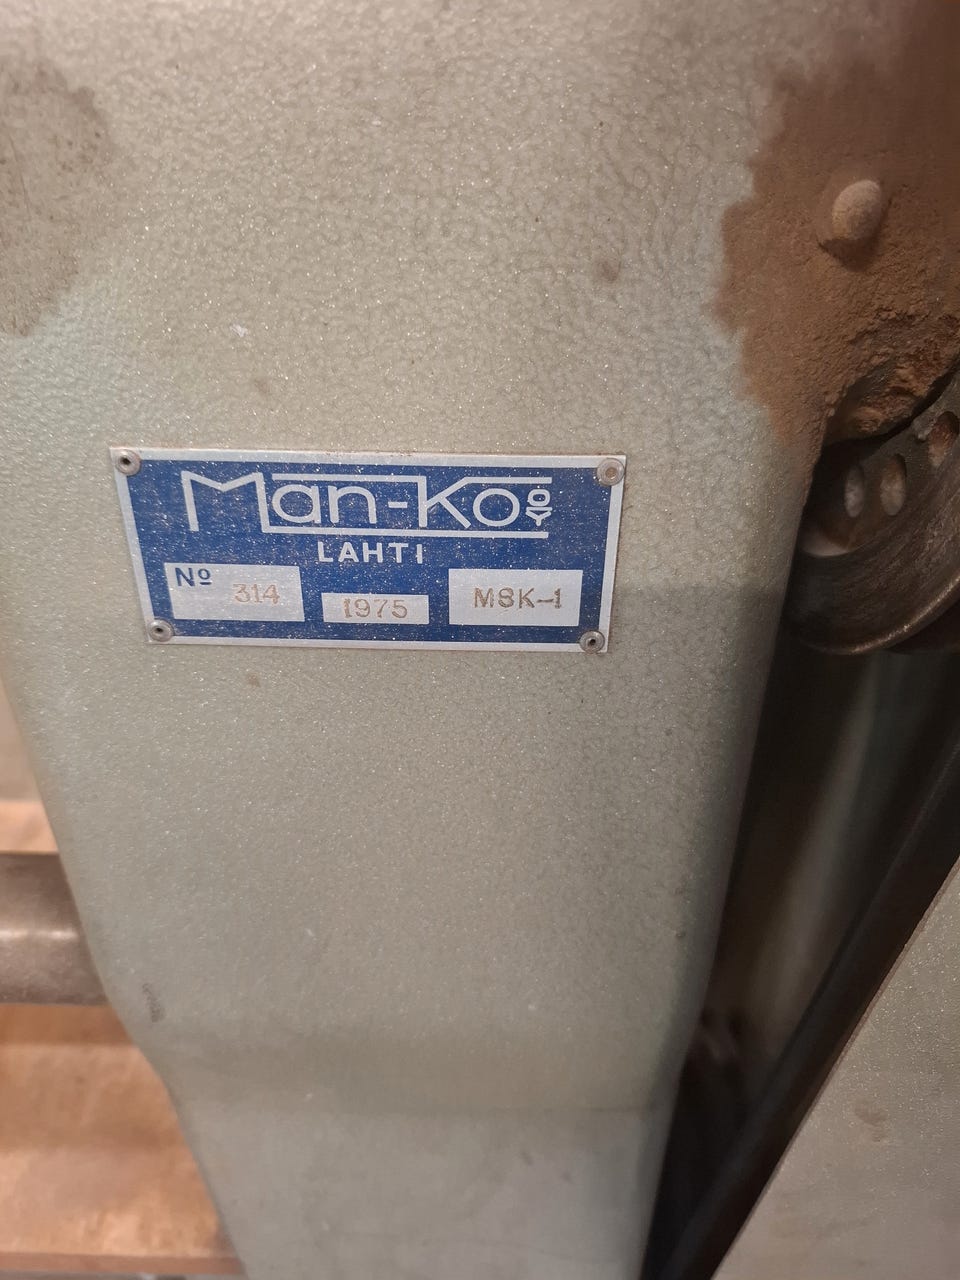 Man-Ko OY
LAHTI
Nº 314 1975 MSK-1